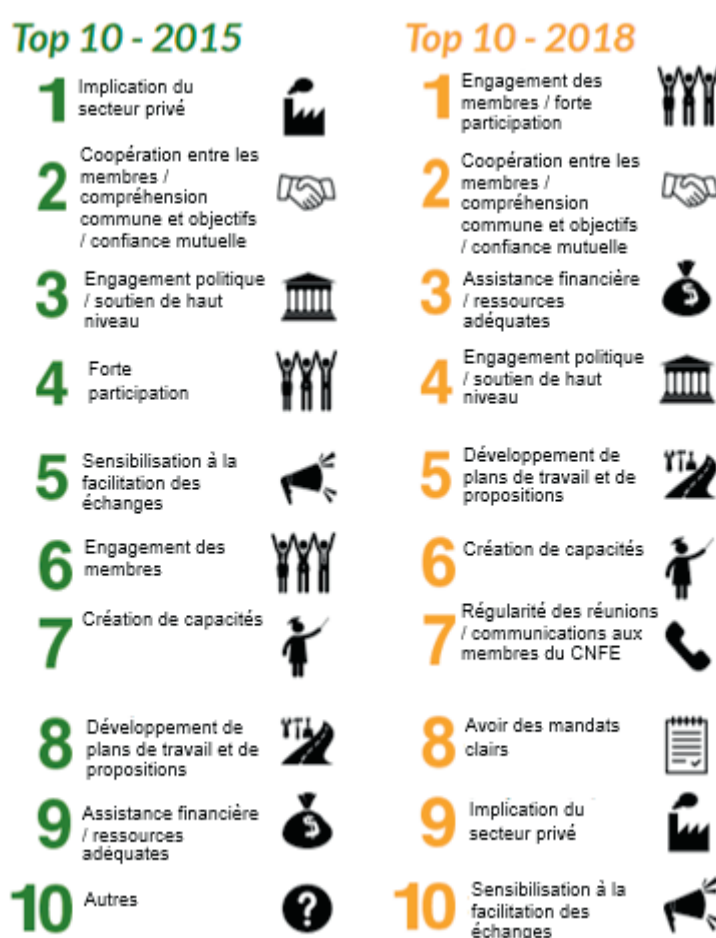 Top 10 - 2015
1
Implication du
secteur privé
2
Coopération entre les
membres /
compréhension
commune et objectifs
/ confiance mutuelle
3
Engagement politique
/ soutien de haut
niveau
4
Forte
participation
5
Sensibilisation à la
facilitation des
échanges
6
Engagement des
membres
7
Création de capacités
8
Développement de
plans de travail et de
propositions
9
Assistance financière
/ ressources
adéquates
10
Autres
?
Top 10 - 2018
1
Engagement des
membres / forte
participation
2
Coopération entre les
membres /
compréhension
commune et objectifs
/ confiance mutuelle
3
Assistance financière
/ ressources
adéquates
4
Engagement politique
/ soutien de haut
niveau
5
Développement de
plans de travail et de
propositions
6
Création de capacités
7
Régularité des réunions
/ communications aux
membres du CNFE
8
Avoir des mandats
clairs
9
Implication du
secteur privé
10
Sensibilisation à la
facilitation des
échanges